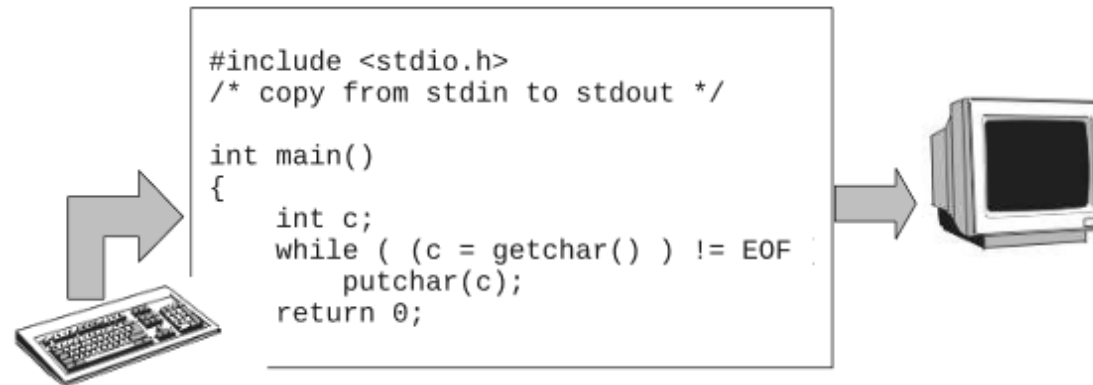 #include <stdio.h>
/* copy from stdin to stdout */
int main()
{
int c;
while ( (c = getchar() ) != EOF
putchar(c);
return 0;